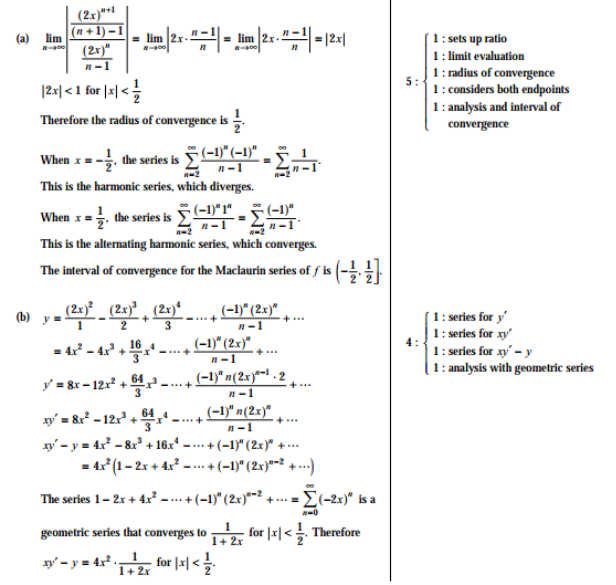 (a) lim_{n→∞} |((2x)^{n+1} / ((n + 1) − 1)) / ((2x)^n / (n − 1))| = lim_{n→∞} |2x · (n − 1)/n| = lim_{n→∞} |2x · (n − 1)/n| = |2x|
|2x| < 1 for |x| < 1/2
Therefore the radius of convergence is 1/2.
When x = −1/2, the series is ∑_{n=2}^{∞} (−1)^n (−1)^n / (n − 1) = ∑_{n=2}^{∞} 1/(n − 1).
This is the harmonic series, which diverges.
When x = 1/2, the series is ∑_{n=2}^{∞} (−1)^n 1^n / (n − 1) = ∑_{n=2}^{∞} (−1)^n / (n − 1).
This is the alternating harmonic series, which converges.
The interval of convergence for the Maclaurin series of f is (−1/2, 1/2].
5 : { 1 : sets up ratio
1 : limit evaluation
1 : radius of convergence
1 : considers both endpoints
1 : analysis and interval of
convergence
(b) y = (2x)^2/1 − (2x)^3/2 + (2x)^4/3 − ··· + (−1)^n (2x)^n / (n − 1) + ···
= 4x^2 − 4x^3 + 16/3 x^4 − ··· + (−1)^n (2x)^n / (n − 1) + ···
y′ = 8x − 12x^2 + 64/3 x^3 − ··· + (−1)^n n(2x)^{n−1} · 2 / (n − 1) + ···
xy′ = 8x^2 − 12x^3 + 64/3 x^4 − ··· + (−1)^n n(2x)^n / (n − 1) + ···
xy′ − y = 4x^2 − 8x^3 + 16x^4 − ··· + (−1)^n (2x)^n + ···
= 4x^2 (1 − 2x + 4x^2 − ··· + (−1)^n (2x)^{n−2} + ···)
The series 1 − 2x + 4x^2 − ··· + (−1)^n (2x)^{n−2} + ··· = ∑_{n=0}^{∞} (−2x)^n is a
geometric series that converges to 1/(1 + 2x) for |x| < 1/2. Therefore
xy′ − y = 4x^2 · 1/(1 + 2x) for |x| < 1/2.
4 : { 1 : series for y′
1 : series for xy′
1 : series for xy′ − y
1 : analysis with geometric series